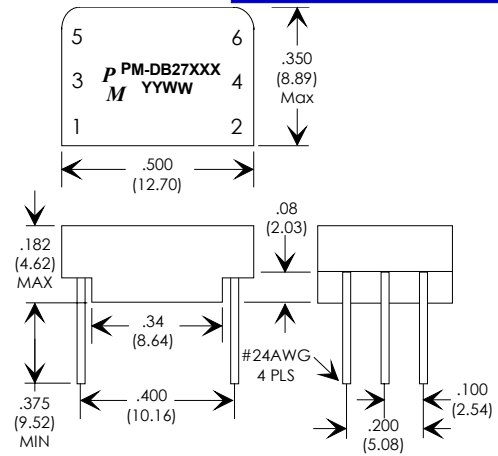 5 6
3 PM PM-DB27XXX 4
YYWW
1 2
.350
(8.89)
Max
.500
(12.70)
.182
(4.62)
MAX
.08
(2.03)
.34
(8.64)
#24AWG
4 PLS
.375
(9.52)
MIN
.400
(10.16)
.100
(2.54)
.200
(5.08)